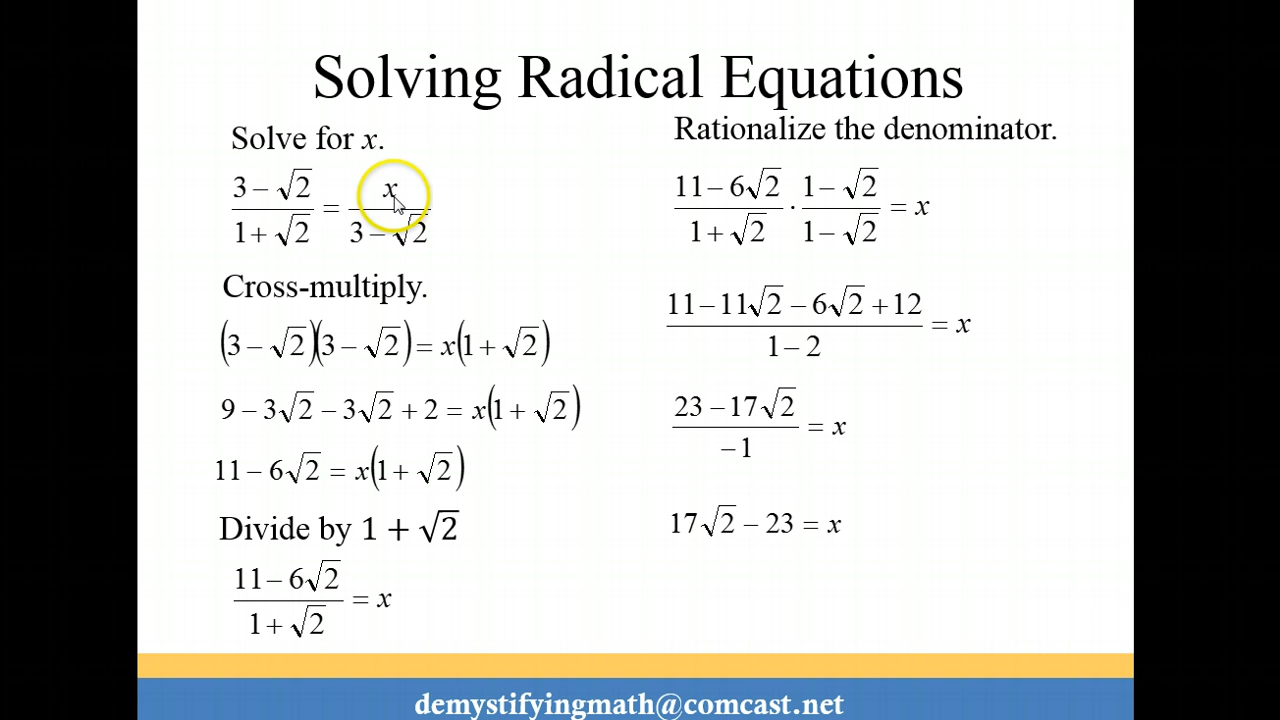 Solving Radical Equations
Solve for x.
(3 − √2)/(1 + √2) = x/(3 − √2)
Cross-multiply.
(3 − √2)(3 − √2) = x(1 + √2)
9 − 3√2 − 3√2 + 2 = x(1 + √2)
11 − 6√2 = x(1 + √2)
Divide by 1 + √2
(11 − 6√2)/(1 + √2) = x
Rationalize the denominator.
(11 − 6√2)/(1 + √2) · (1 − √2)/(1 − √2) = x
(11 − 11√2 − 6√2 + 12)/(1 − 2) = x
(23 − 17√2)/(−1) = x
17√2 − 23 = x
demystifyingmath@comcast.net